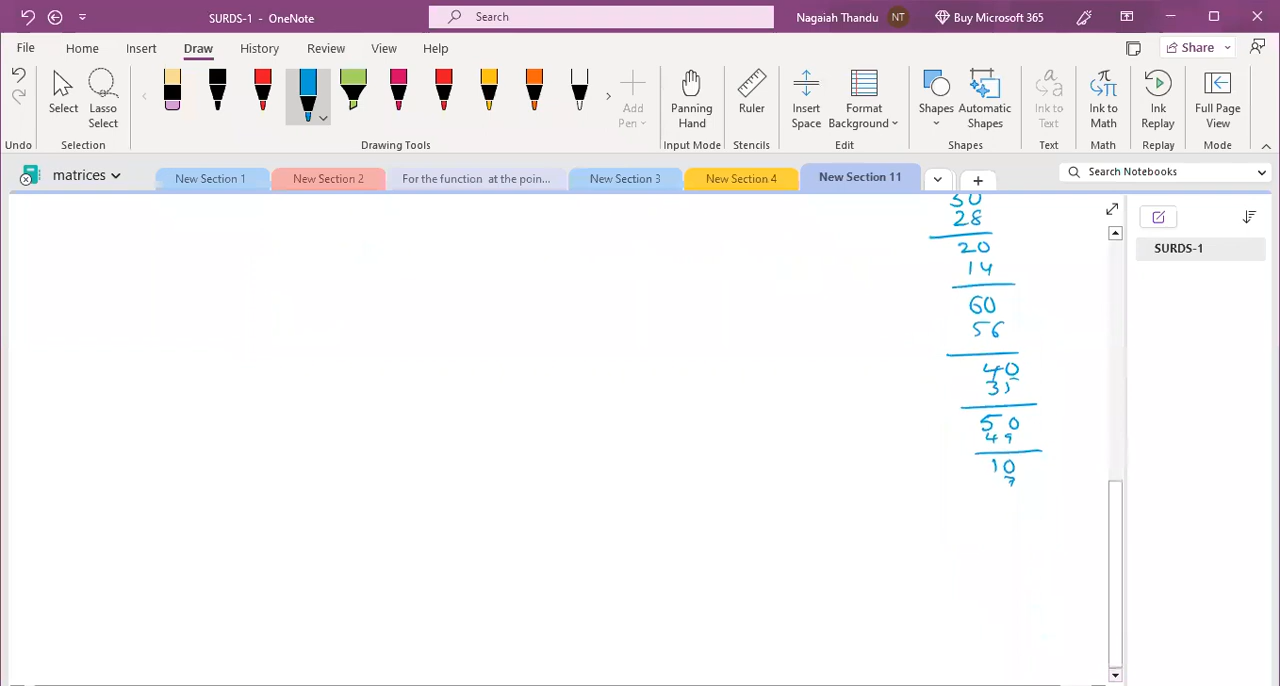 SURDS-1 - OneNote
Search
Nagaiah Thandu NT
Buy Microsoft 365
File Home Insert Draw History Review View Help
Share
Select
Lasso Select
Add Pen
Panning Hand
Ruler
Insert Space
Format Background
Shapes
Automatic Shapes
Ink to Text
Ink to Math
Ink Replay
Full Page View
Undo Selection Drawing Tools Input Mode Stencils Edit Shapes Text Math Replay Mode
matrices
New Section 1
New Section 2
For the function at the poin...
New Section 3
New Section 4
New Section 11
Search Notebooks
SURDS-1
30
28
20
14
60
56
40
35
50
49
10
7